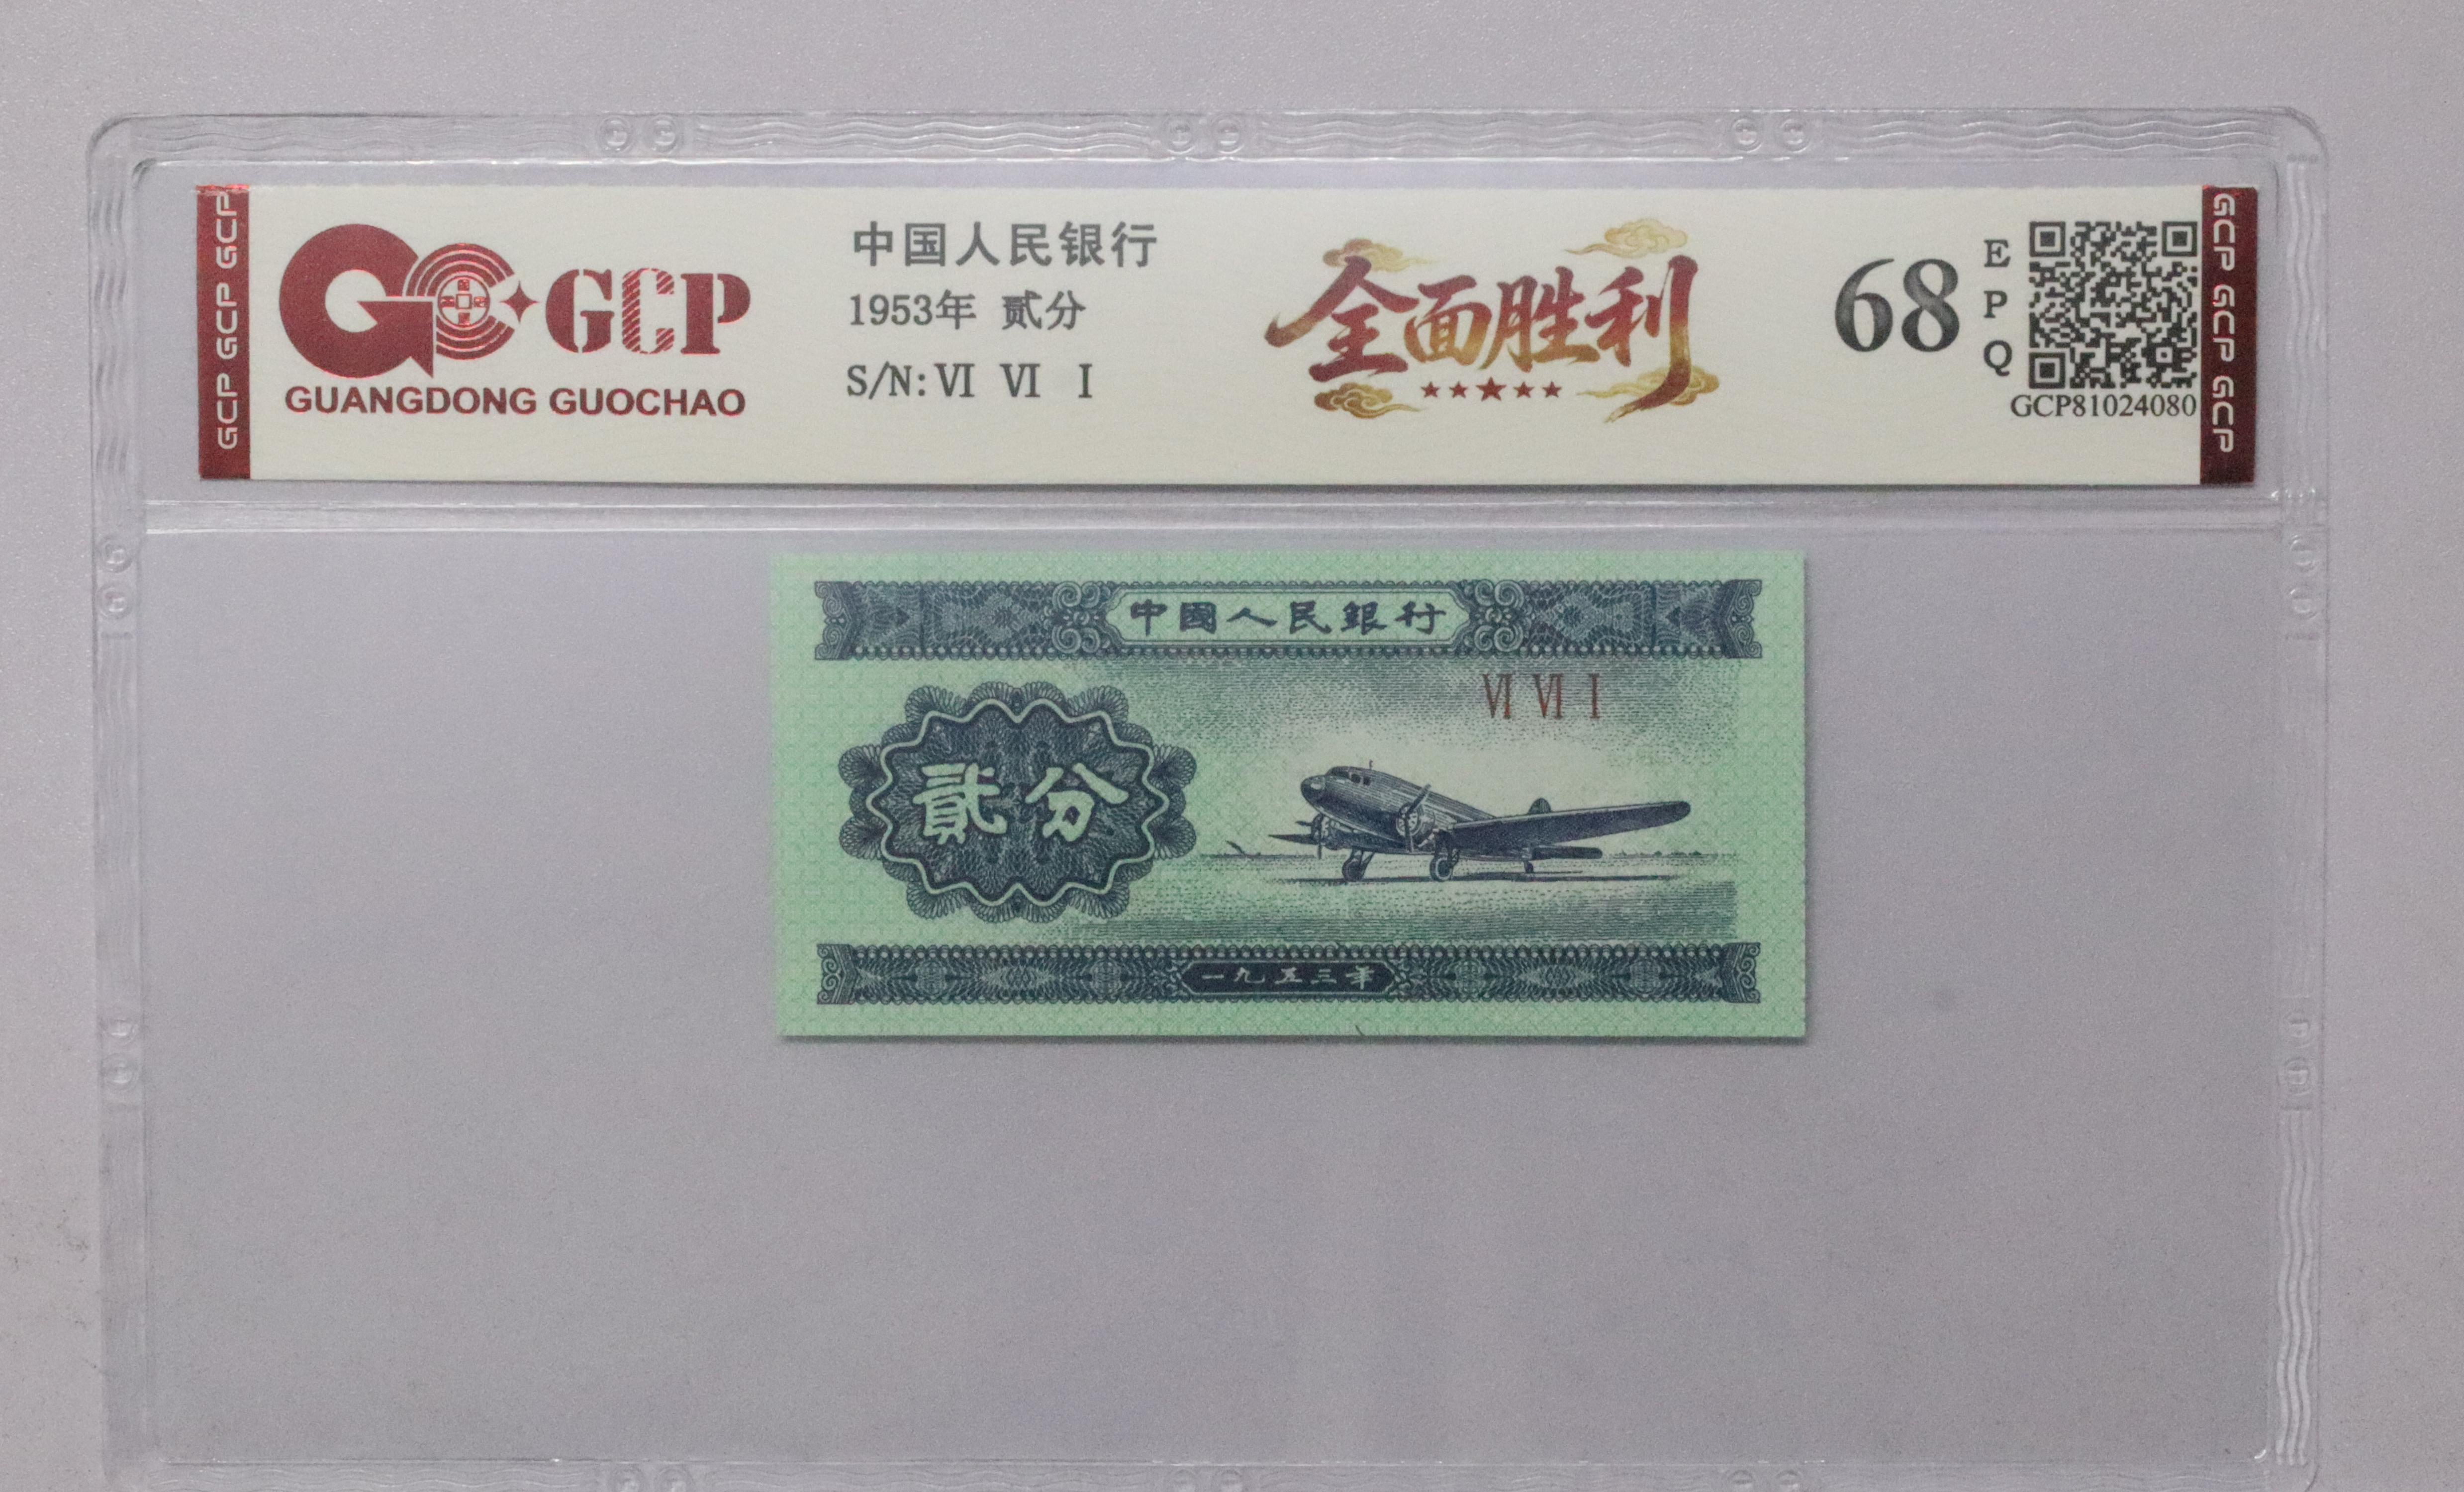 GCP GCP GCP
GCP
GUANGDONG GUOCHAO
中国人民银行
1953年 贰分
S/N: VI VI I
全面胜利
68
E
P
Q
GCP81024080
GCP GCP GCP
中國人民銀行
VI VI I
貳分
一九五三年